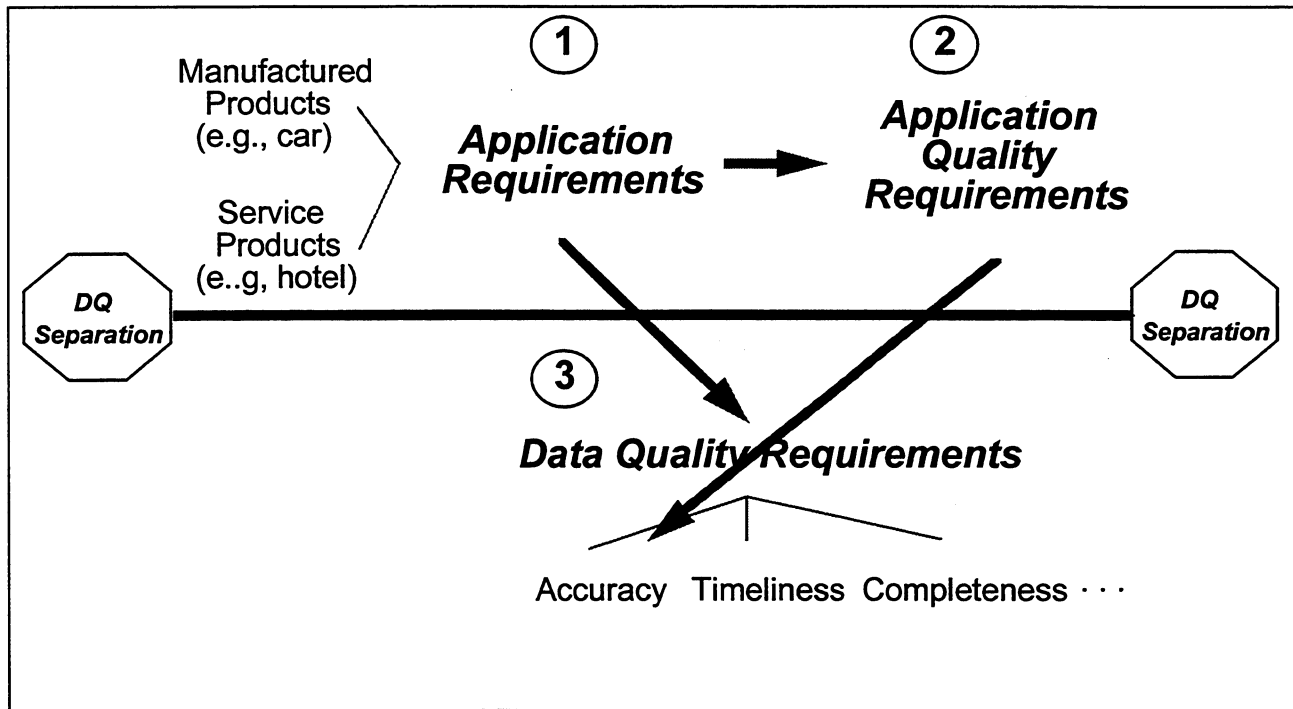 1
2
Manufactured
Products
(e.g., car)
Application
Requirements
Application
Quality
Requirements
Service
Products
(e..g, hotel)
DQ
Separation
DQ
Separation
3
Data Quality Requirements
Accuracy Timeliness Completeness · · ·